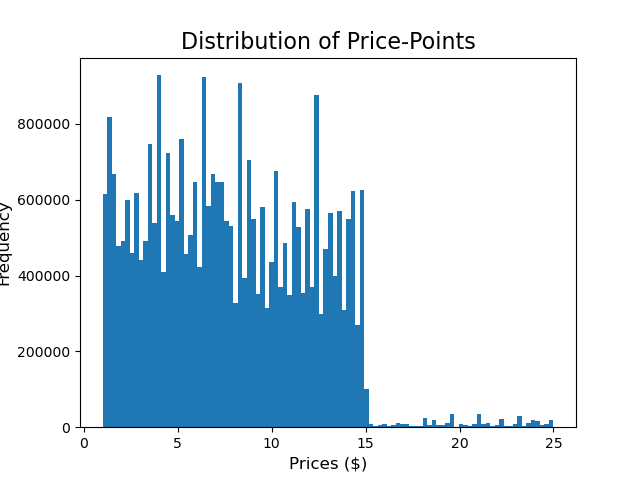 Distribution of Price-Points
800000
600000
400000
200000
0
Frequency
0 5 10 15 20 25
Prices ($)